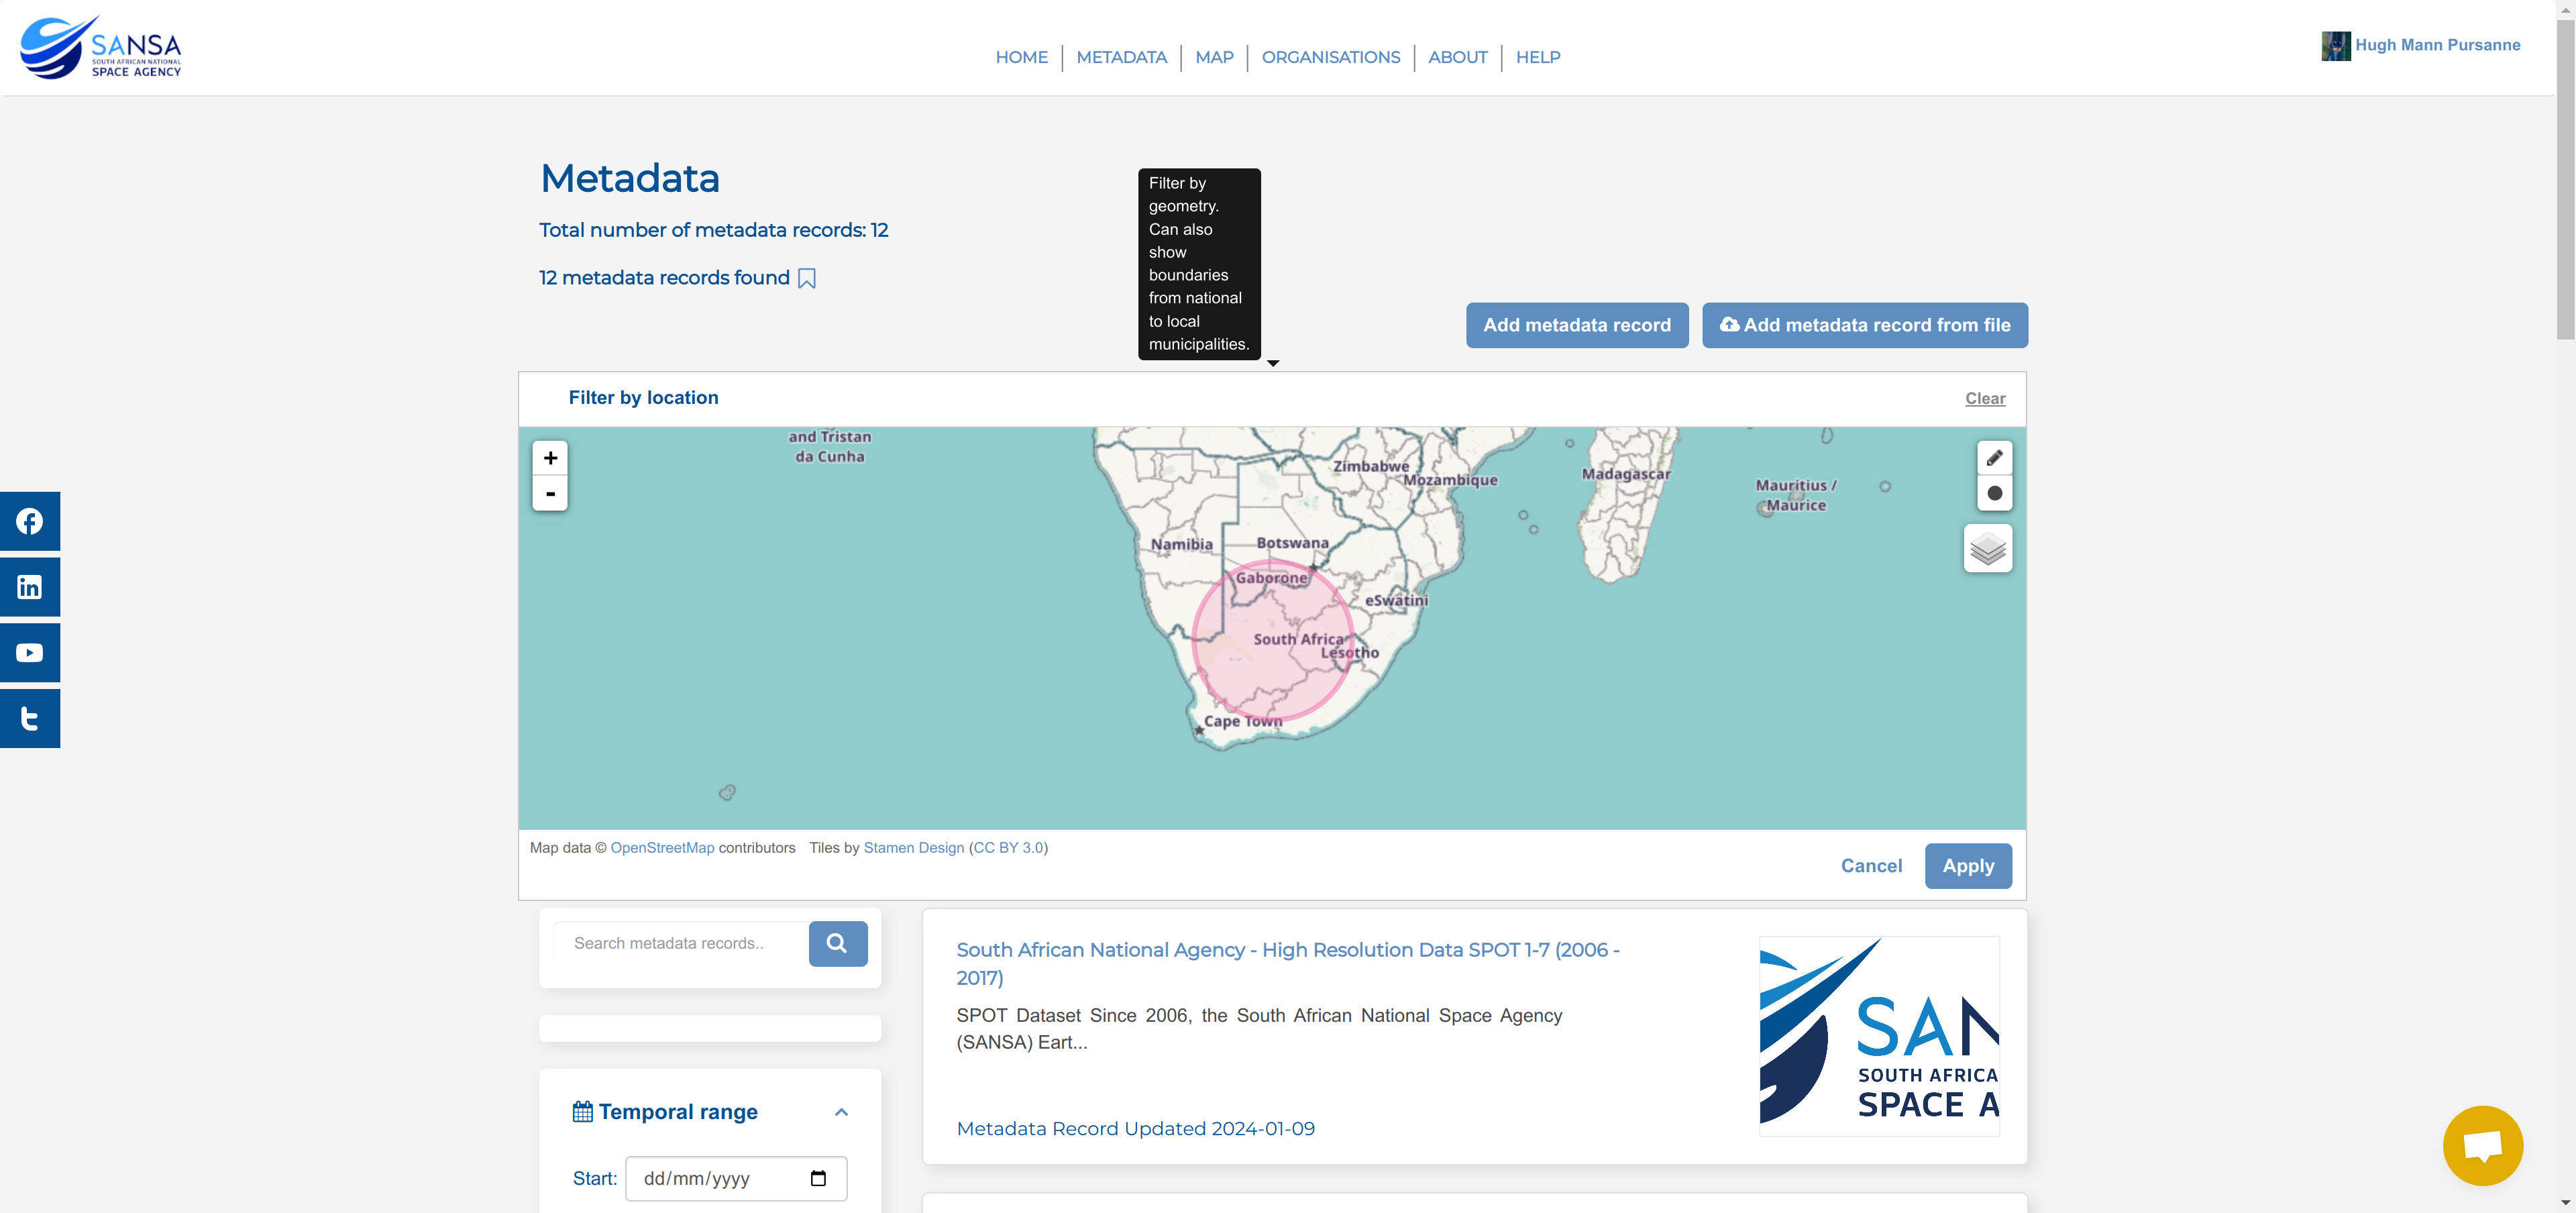 SANSA
SOUTH AFRICAN NATIONAL
SPACE AGENCY
HOME
METADATA
MAP
ORGANISATIONS
ABOUT
HELP
Hugh Mann Pursanne
Metadata
Total number of metadata records: 12
12 metadata records found
Filter by
geometry.
Can also
show
boundaries
from national
to local
municipalities.
Add metadata record
Add metadata record from file
Filter by location
Clear
and Tristan
da Cunha
+
-
Zimbabwe
Mozambique
Madagascar
Mauritius /
Maurice
Namibia
Botswana
Gaborone
eSwatini
South Africa
Lesotho
Cape Town
Map data © OpenStreetMap contributors Tiles by Stamen Design (CC BY 3.0)
Cancel
Apply
Search metadata records..
South African National Agency - High Resolution Data SPOT 1-7 (2006 -
2017)
SPOT Dataset Since 2006, the South African National Space Agency
(SANSA) Eart...
Metadata Record Updated 2024-01-09
SAN
SOUTH AFRICA
SPACE A
Temporal range
Start:
dd/mm/yyyy